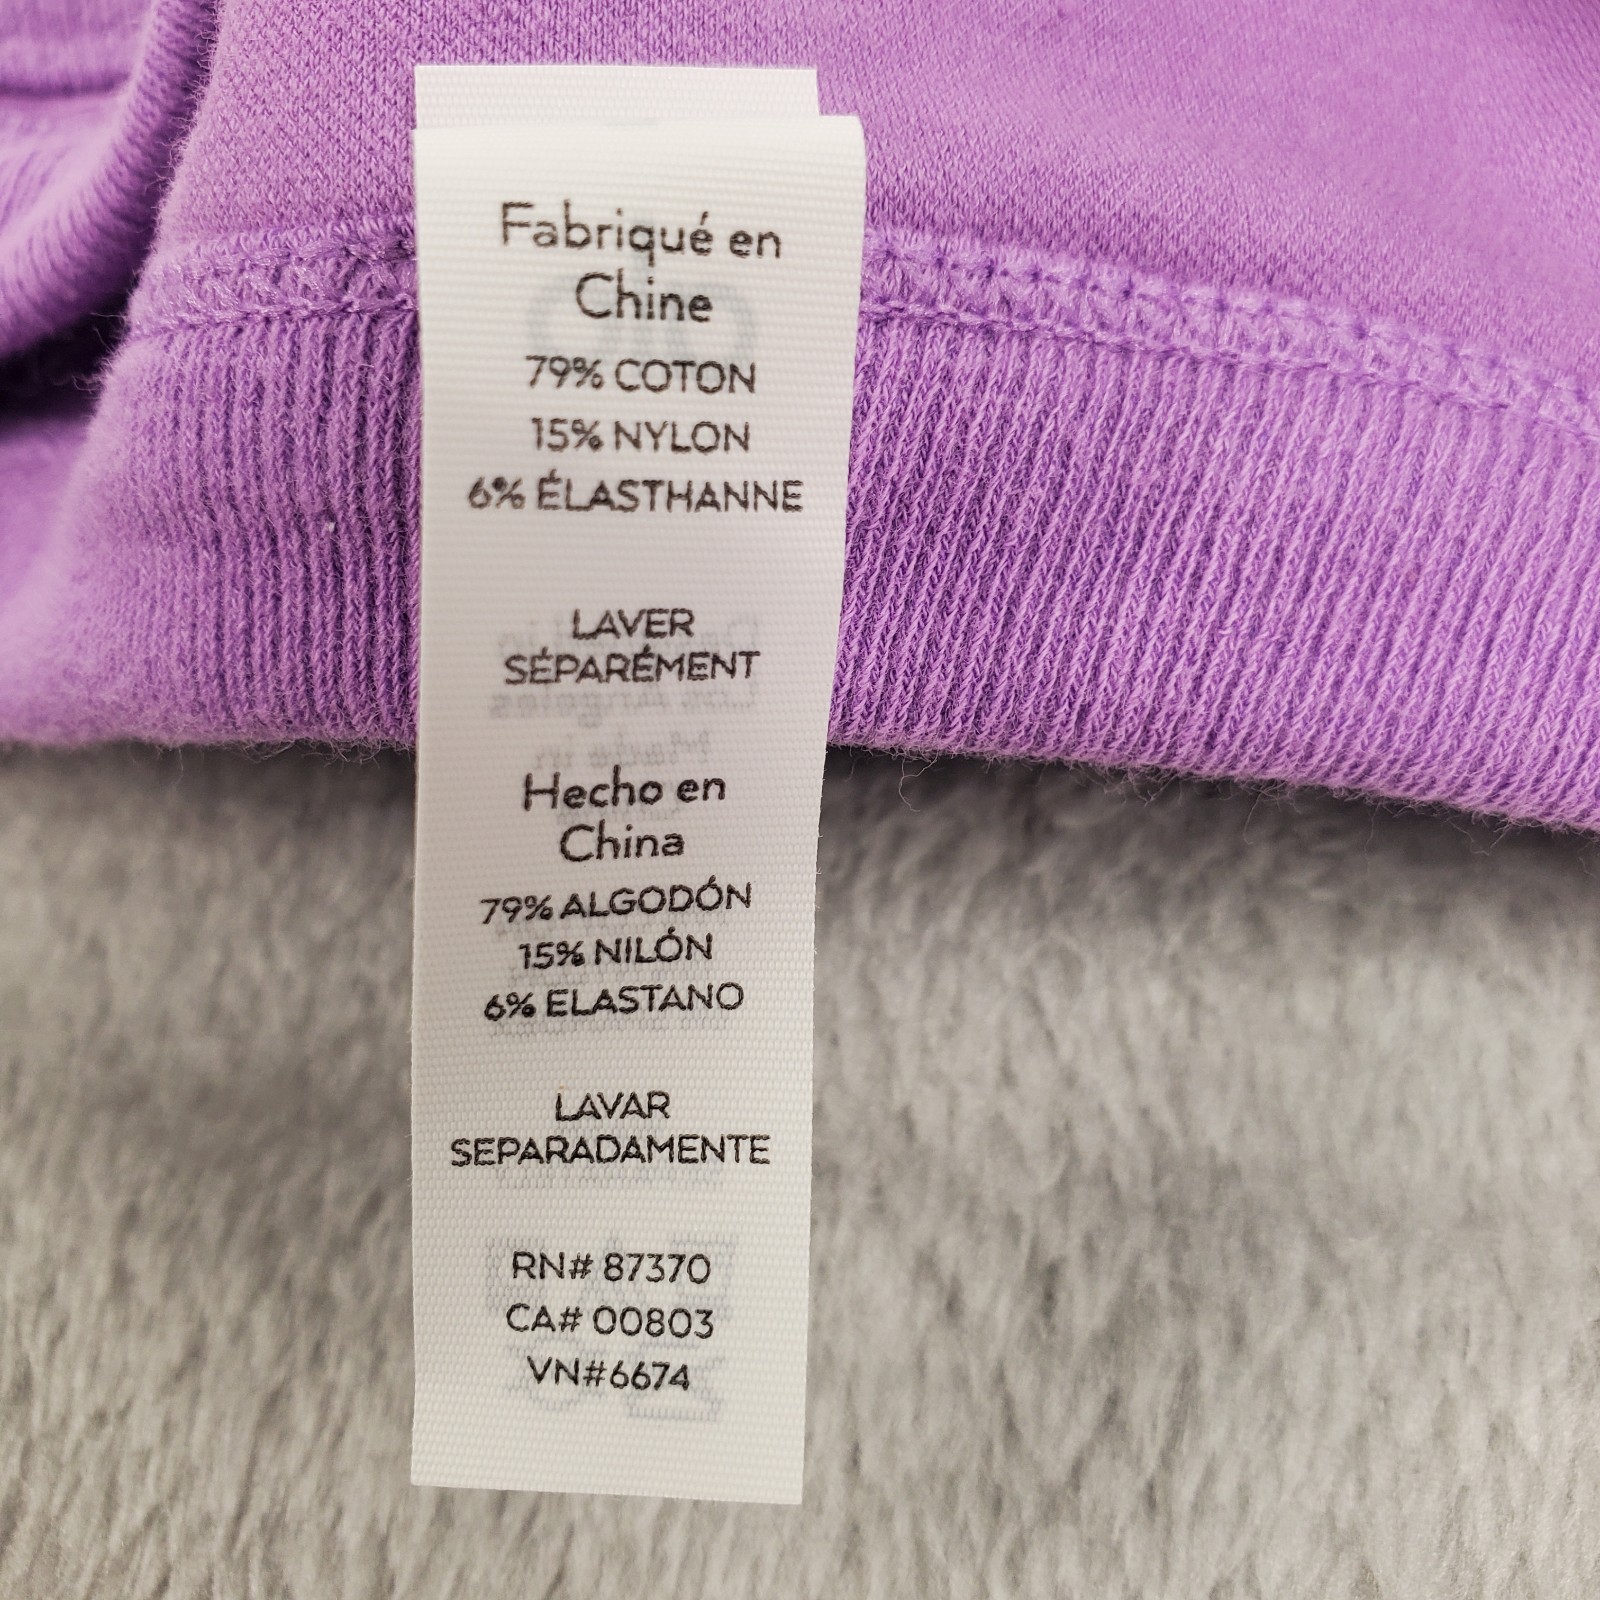 Fabriqué en
Chine
79% COTON
15% NYLON
6% ÉLASTHANNE
LAVER
SÉPARÉMENT
Hecho en
China
79% ALGODÓN
15% NILÓN
6% ELASTANO
LAVAR
SEPARADAMENTE
RN# 87370
CA# 00803
VN#6674